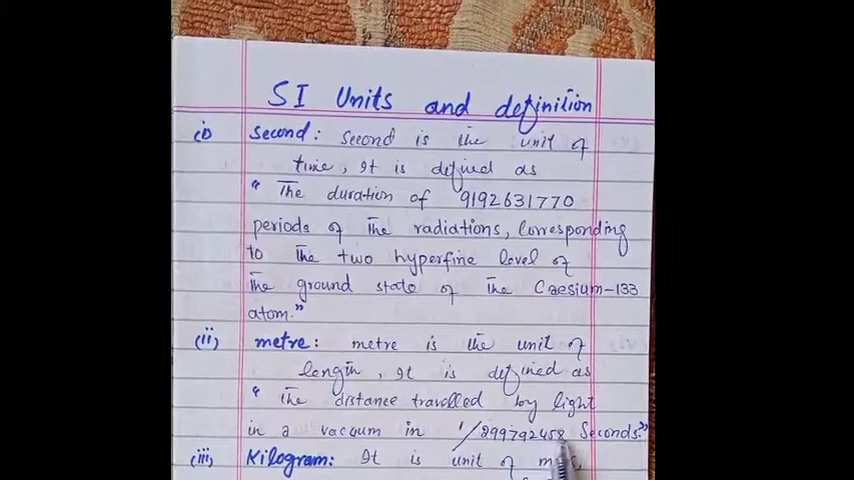 SI Units and definition
(i) Second: Second is the unit of
time, It is defined as
"The duration of 9192631770
periods of the radiations, Corresponding
to the two hyperfine level of
the ground state of the Caesium-133
atom."
(ii) metre: metre is the unit of
length, It is defined as
"the distance travelled by light
in a vacuum in 1/299792458 Seconds."
(iii) Kilogram: It is unit of